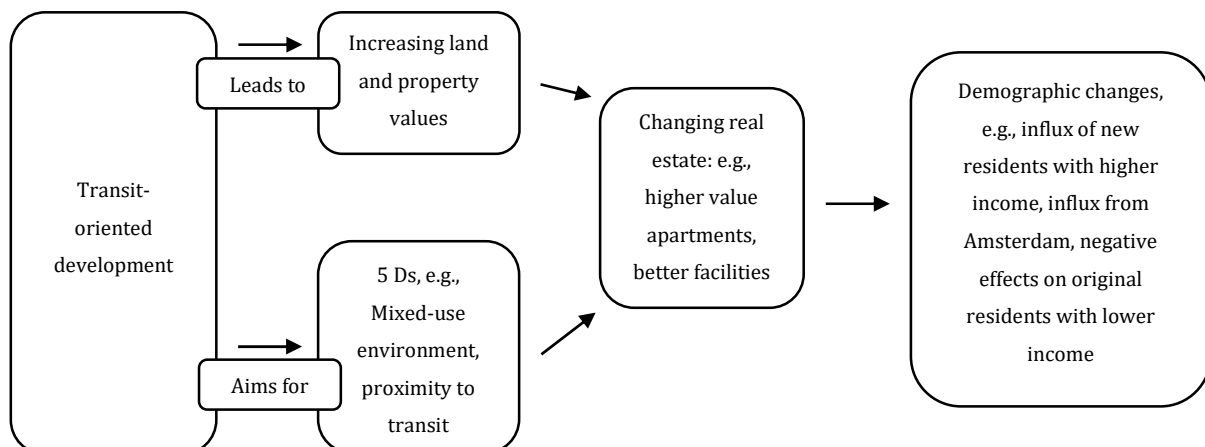 Transit-
oriented
development
Leads to
Increasing land
and property
values
Aims for
5 Ds, e.g.,
Mixed-use
environment,
proximity to
transit
Changing real
estate: e.g.,
higher value
apartments,
better facilities
Demographic changes,
e.g., influx of new
residents with higher
income, influx from
Amsterdam, negative
effects on original
residents with lower
income